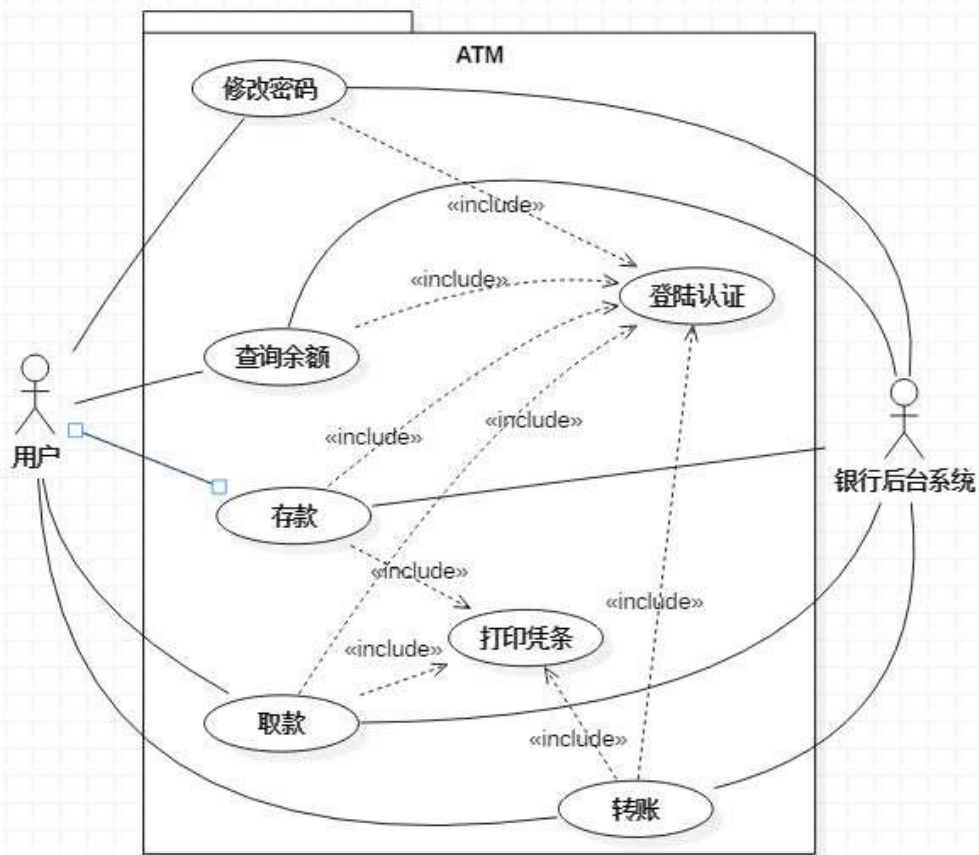 ATM
修改密码
«include»
«include»
登陆认证
查询余额
«include»
«include»
用户
银行后台系统
存款
«include»
«include»
打印凭条
«include»
取款
«include»
转账